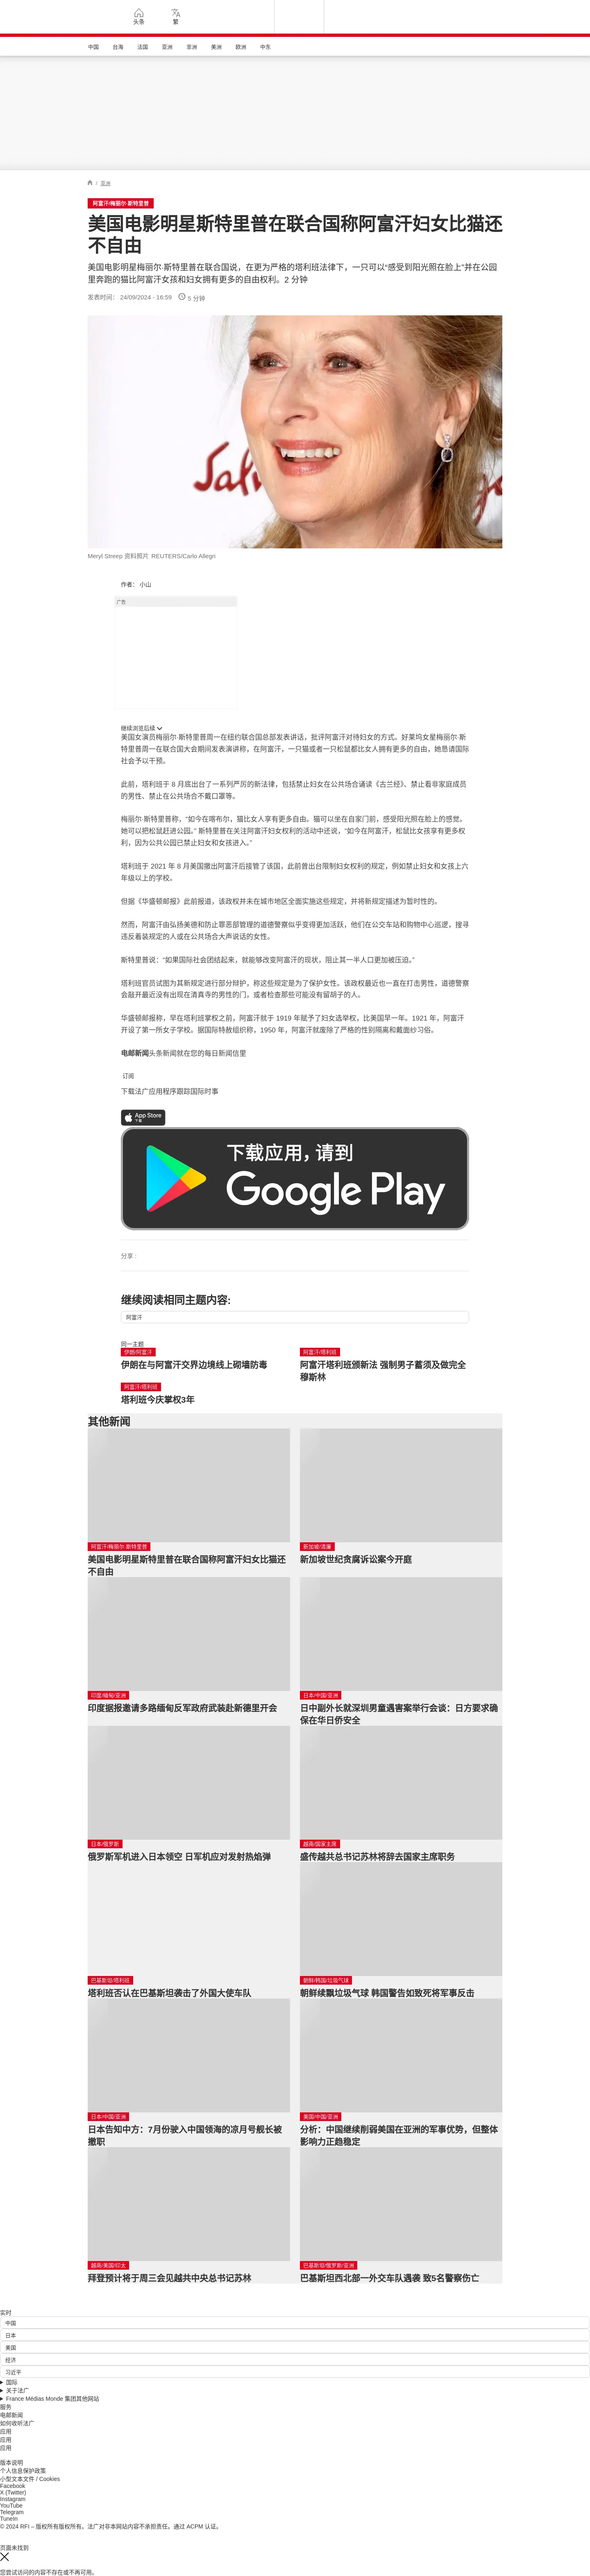 头条
繁
中国 台海 法国 亚洲 非洲 美洲 欧洲 中东
/ 亚洲
阿富汗/梅丽尔·斯特里普
美国电影明星斯特里普在联合国称阿富汗妇女比猫还
不自由
美国电影明星梅丽尔·斯特里普在联合国说，在更为严格的塔利班法律下，一只可以“感受到阳光照在脸上”并在公园
里奔跑的猫比阿富汗女孩和妇女拥有更多的自由权利。2 分钟
发表时间： 24/09/2024 - 16:59 5 分钟
Meryl Streep 资料照片 REUTERS/Carlo Allegri
作者： 小山
广告
继续浏览后续
美国女演员梅丽尔·斯特里普周一在纽约联合国总部发表讲话，批评阿富汗对待妇女的方式。好莱坞女星梅丽尔·斯
特里普周一在联合国大会期间发表演讲称，在阿富汗，一只猫或者一只松鼠都比女人拥有更多的自由，她恳请国际
社会予以干预。
此前，塔利班于 8 月底出台了一系列严厉的新法律，包括禁止妇女在公共场合诵读《古兰经》、禁止看非家庭成员
的男性、禁止在公共场合不戴口罩等。
梅丽尔·斯特里普称，“如今在喀布尔，猫比女人享有更多自由。猫可以坐在自家门前，感受阳光照在脸上的感觉。
她可以把松鼠赶进公园。” 斯特里普在关注阿富汗妇女权利的活动中还说，“如今在阿富汗，松鼠比女孩享有更多权
利，因为公共公园已禁止妇女和女孩进入。”
塔利班于 2021 年 8 月美国撤出阿富汗后接管了该国，此前曾出台限制妇女权利的规定，例如禁止妇女和女孩上六
年级以上的学校。
但据《华盛顿邮报》此前报道，该政权并未在城市地区全面实施这些规定，并将新规定描述为暂时性的。
然而，阿富汗由弘扬美德和防止罪恶部管理的道德警察似乎变得更加活跃，他们在公交车站和购物中心巡逻，搜寻
违反着装规定的人或在公共场合大声说话的女性。
斯特里普说：“如果国际社会团结起来，就能够改变阿富汗的现状，阻止其一半人口更加被压迫。”
塔利班官员试图为其新规定进行部分辩护，称这些规定是为了保护女性。该政权最近也一直在打击男性，道德警察
会敲开最近没有出现在清真寺的男性的门，或者检查那些可能没有留胡子的人。
华盛顿邮报称，早在塔利班掌权之前，阿富汗就于 1919 年赋予了妇女选举权，比美国早一年。1921 年，阿富汗
开设了第一所女子学校。据国际特赦组织称，1950 年，阿富汗就废除了严格的性别隔离和戴面纱习俗。
电邮新闻头条新闻就在您的每日新闻信里
订阅
下载法广应用程序跟踪国际时事
App Store
下载
下载应用，请到
Google Play
分享 :
继续阅读相同主题内容:
阿富汗
同一主题
伊朗/阿富汗
伊朗在与阿富汗交界边境线上砌墙防毒
阿富汗/塔利班
阿富汗塔利班颁新法 强制男子蓄须及做完全
穆斯林
阿富汗/塔利班
塔利班今庆掌权3年
其他新闻
阿富汗/梅丽尔·斯特里普
美国电影明星斯特里普在联合国称阿富汗妇女比猫还
不自由
新加坡/清廉
新加坡世纪贪腐诉讼案今开庭
印度/缅甸/亚洲
印度据报邀请多路缅甸反军政府武装赴新德里开会
日本/中国/亚洲
日中副外长就深圳男童遇害案举行会谈：日方要求确
保在华日侨安全
日本/俄罗斯
俄罗斯军机进入日本领空 日军机应对发射热焰弹
越南/国家主席
盛传越共总书记苏林将辞去国家主席职务
巴基斯坦/塔利班
塔利班否认在巴基斯坦袭击了外国大使车队
朝鲜/韩国/垃圾气球
朝鲜续飘垃圾气球 韩国警告如致死将军事反击
日本/中国/亚洲
日本告知中方：7月份驶入中国领海的凉月号舰长被
撤职
美国/中国/亚洲
分析：中国继续削弱美国在亚洲的军事优势，但整体
影响力正趋稳定
越南/美国/印太
拜登预计将于周三会见越共中央总书记苏林
巴基斯坦/俄罗斯/亚洲
巴基斯坦西北部一外交车队遇袭 致5名警察伤亡
实时
中国
日本
美国
经济
习近平
国际
关于法广
France Médias Monde 集团其他网站
服务
电邮新闻
如何收听法广
应用
应用
应用
版本说明
个人信息保护政策
小型文本文件 / Cookies
Facebook
X (Twitter)
Instagram
YouTube
Telegram
TuneIn
© 2024 RFI – 版权所有版权所有。法广对非本网站内容不承担责任。通过 ACPM 认证。
页面未找到
您尝试访问的内容不存在或不再可用。